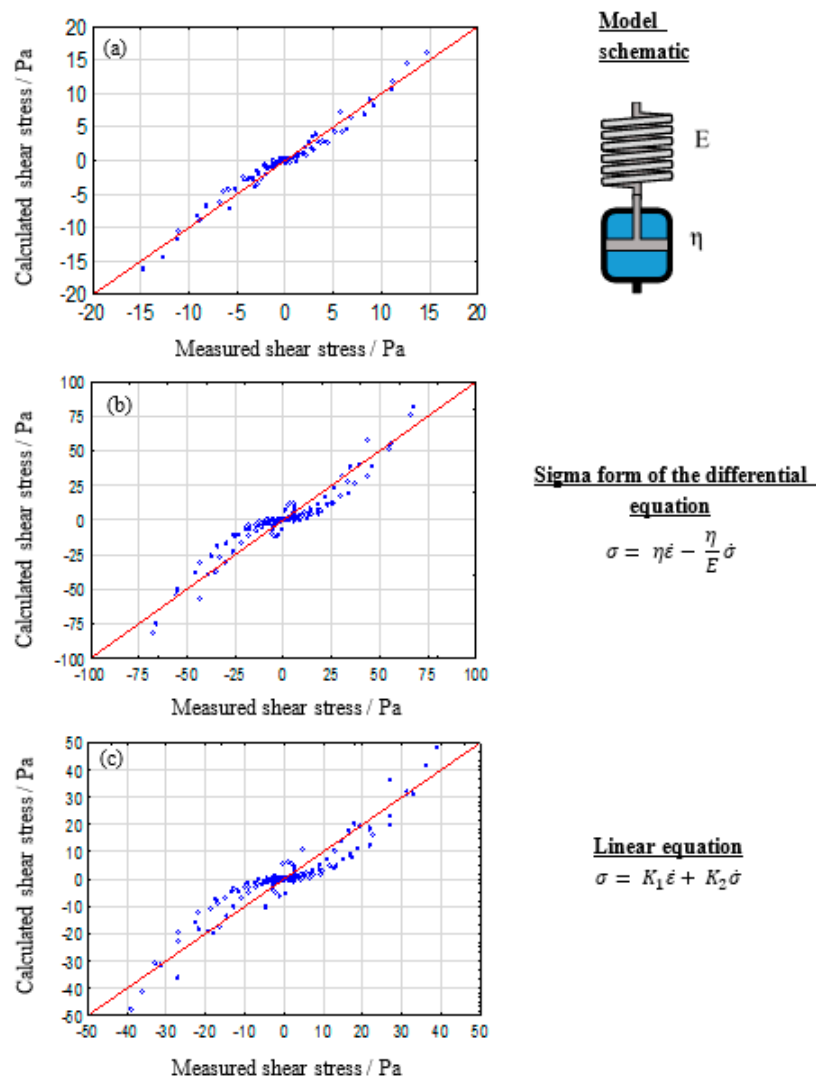 (a)
Calculated shear stress / Pa
20
15
10
5
0
-5
-10
-15
-20
-20 -15 -10 -5 0 5 10 15 20
Measured shear stress / Pa
Model
schematic
E
η
(b)
Calculated shear stress / Pa
100
75
50
25
0
-25
-50
-75
-100
-100 -75 -50 -25 0 25 50 75 100
Measured shear stress / Pa
Sigma form of the differential
equation
σ = ηε̇ − η/E σ̇
(c)
Calculated shear stress / Pa
50
40
30
20
10
0
-10
-20
-30
-40
-50
-50 -40 -30 -20 -10 0 10 20 30 40 50
Measured shear stress / Pa
Linear equation
σ = K₁ε̇ + K₂σ̇